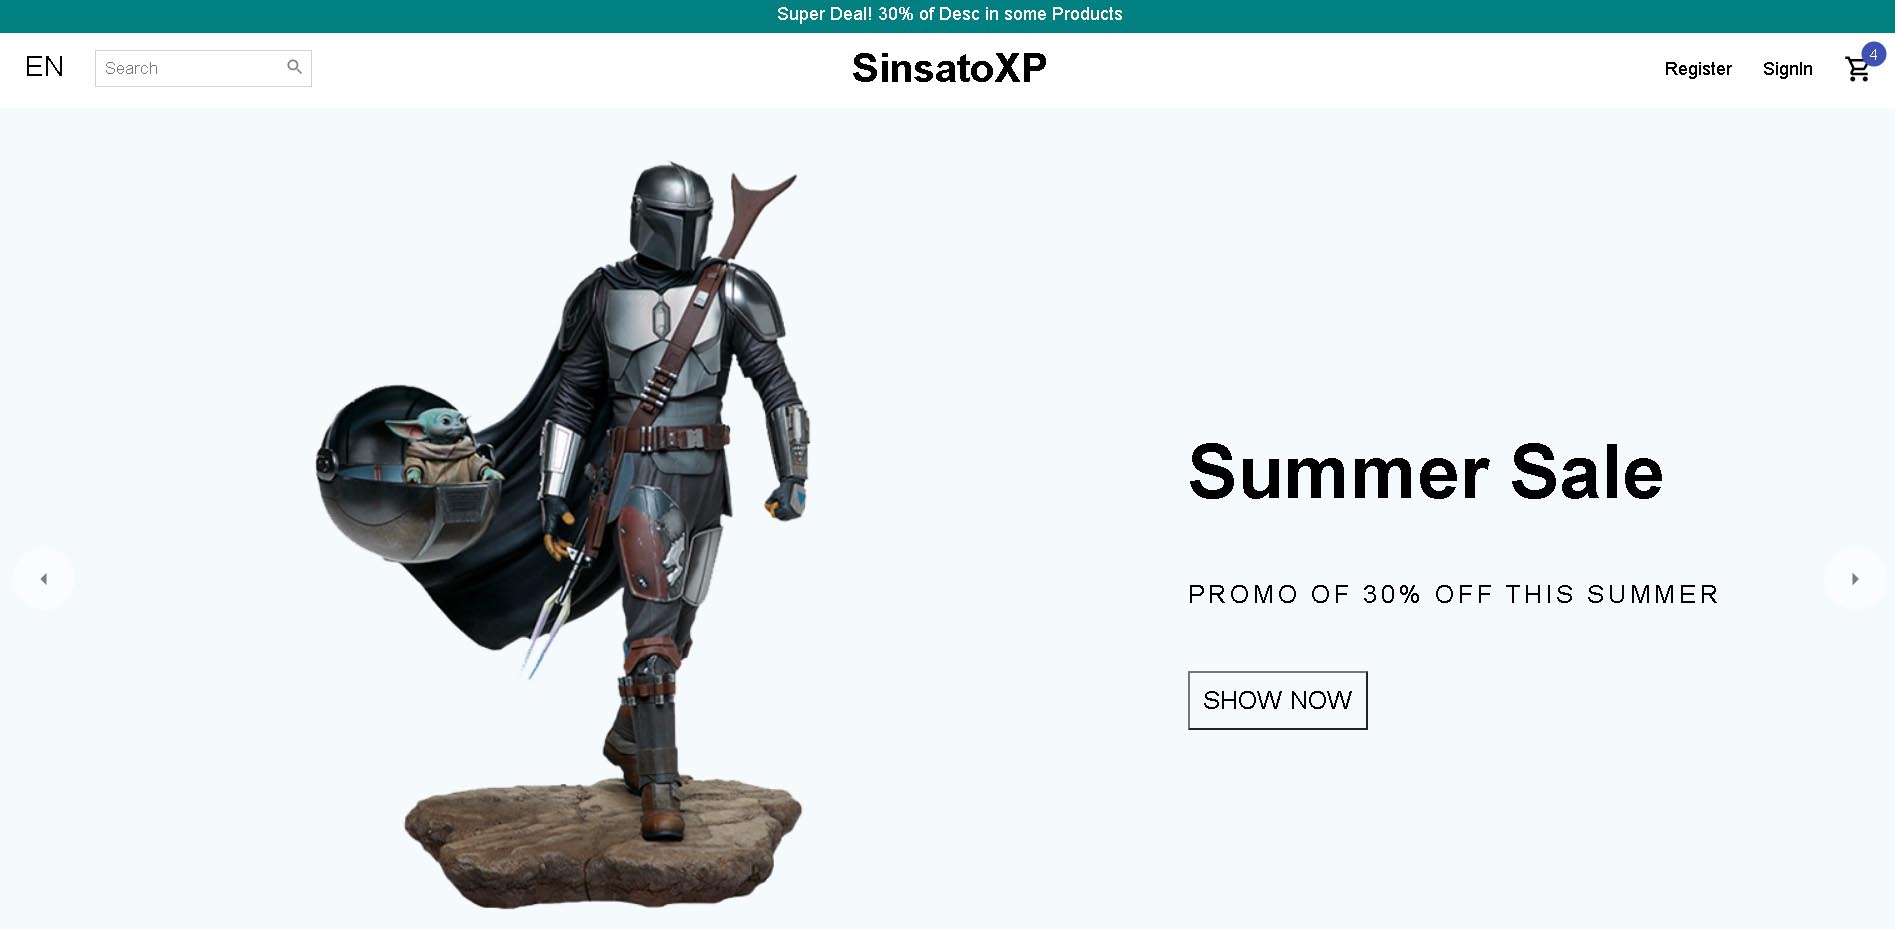 Super Deal! 30% of Desc in some Products
EN
Search
SinsatoXP
Register
SignIn
4
Summer Sale
PROMO OF 30% OFF THIS SUMMER
SHOW NOW